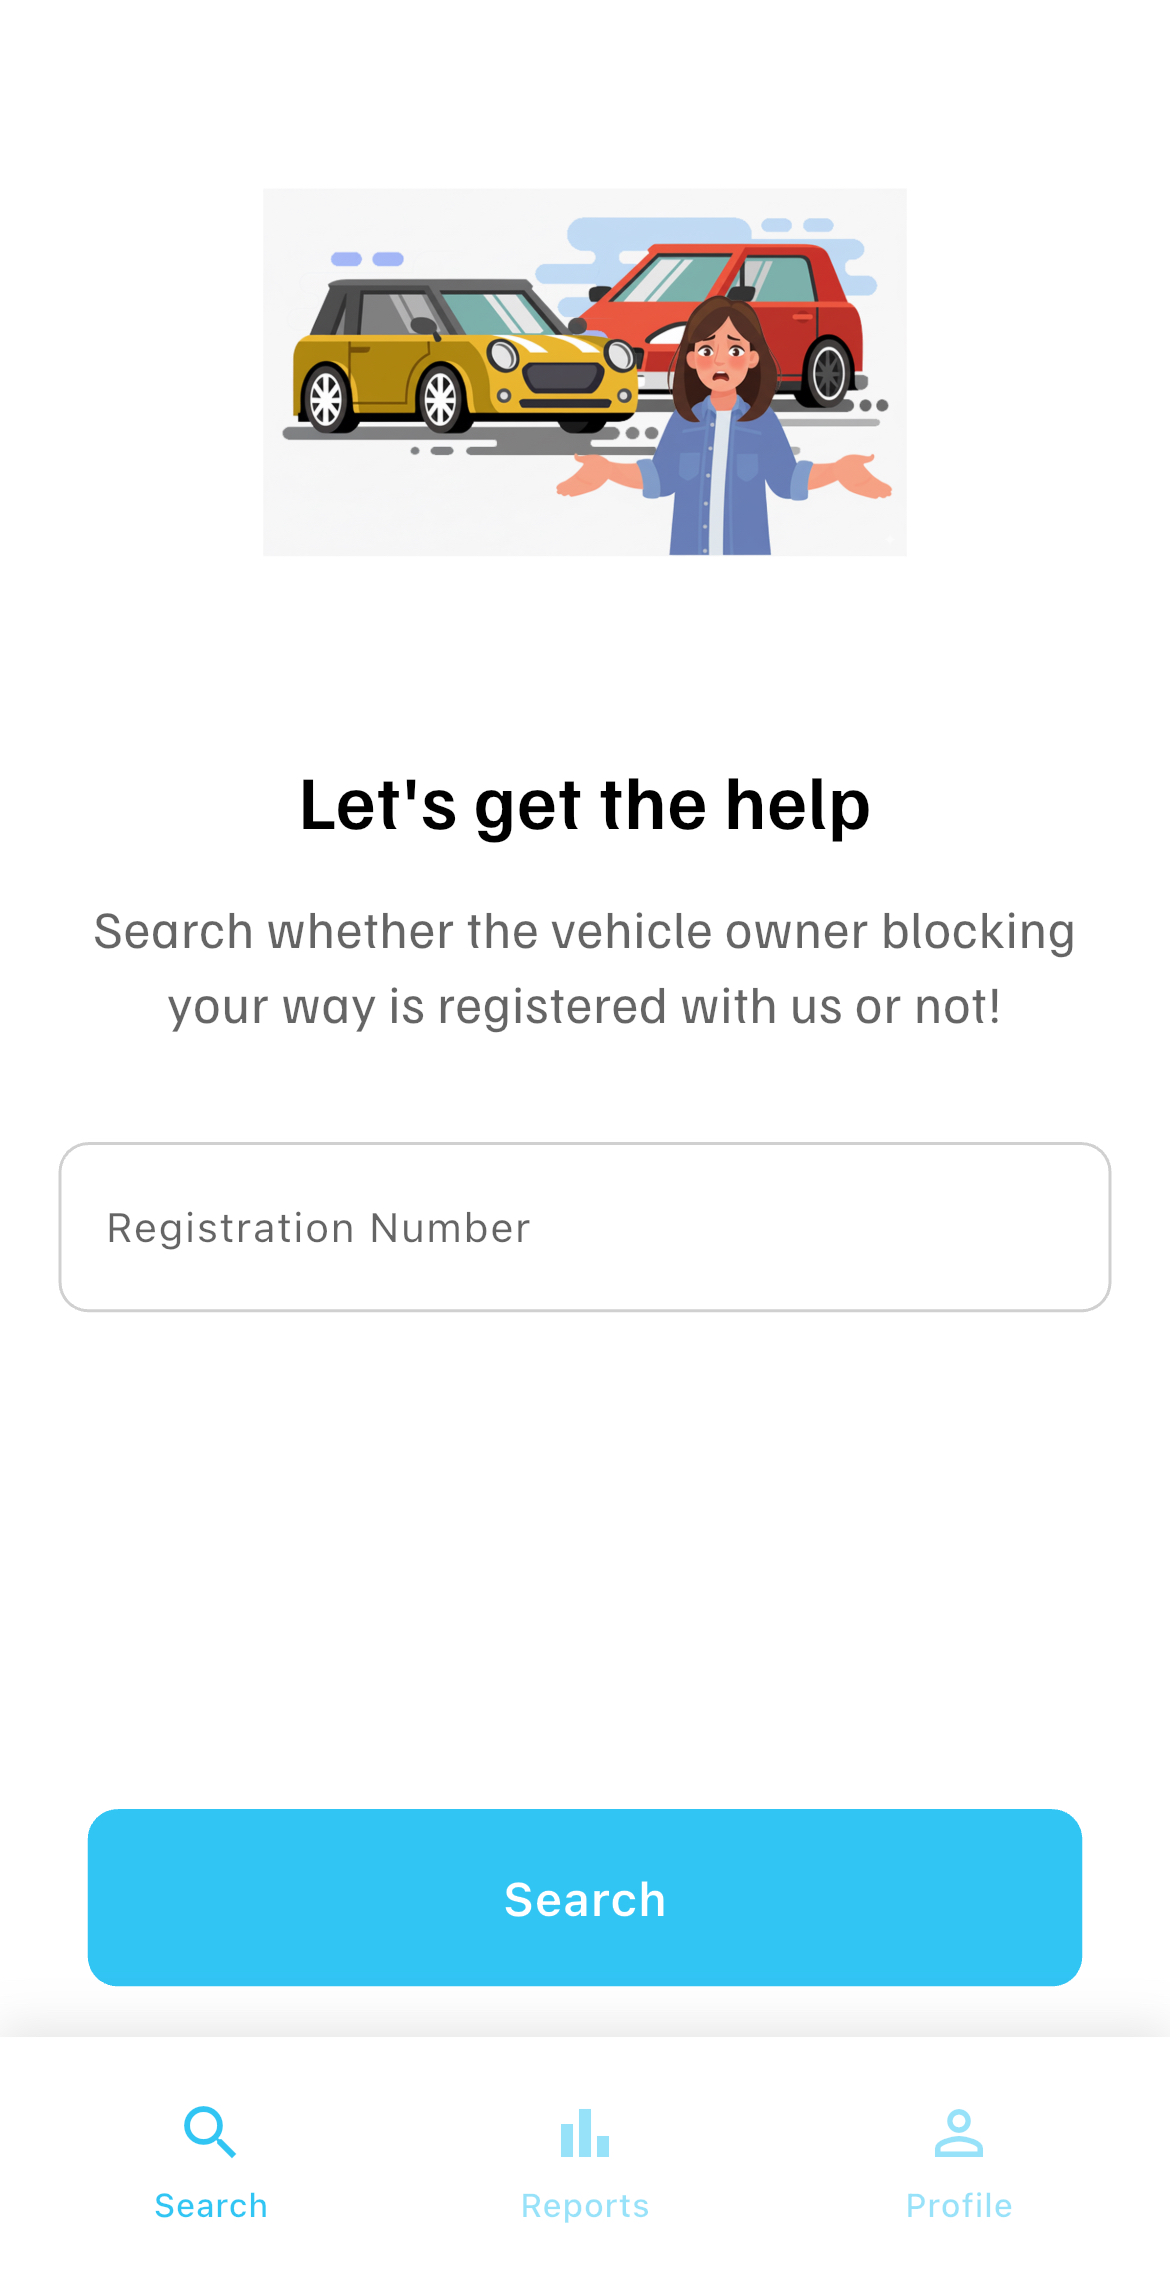 Let's get the help
Search whether the vehicle owner blocking
your way is registered with us or not!
Registration Number
Search
Search
Reports
Profile